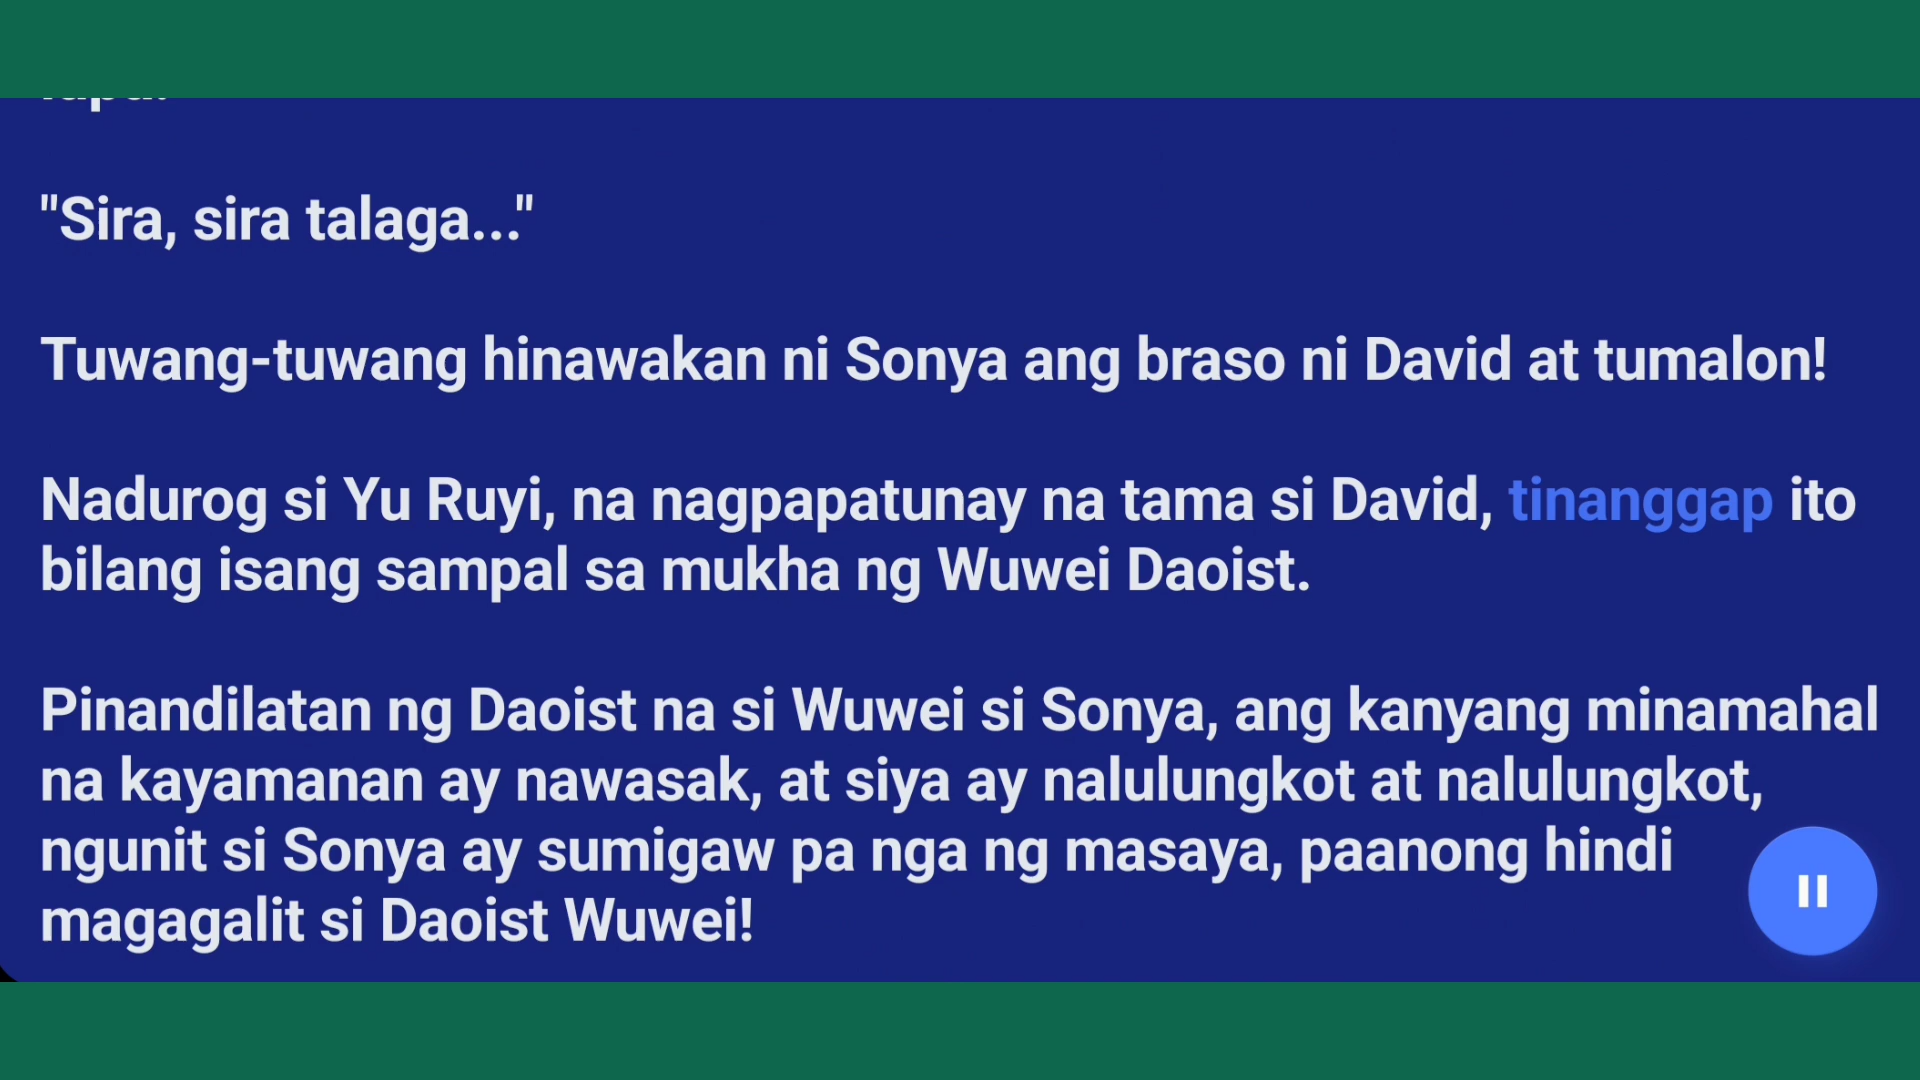 "Sira, sira talaga..."
Tuwang-tuwang hinawakan ni Sonya ang braso ni David at tumalon!
Nadurog si Yu Ruyi, na nagpapatunay na tama si David, tinanggap ito
bilang isang sampal sa mukha ng Wuwei Daoist.
Pinandilatan ng Daoist na si Wuwei si Sonya, ang kanyang minamahal
na kayamanan ay nawasak, at siya ay nalulungkot at nalulungkot,
ngunit si Sonya ay sumigaw pa nga ng masaya, paanong hindi
magagalit si Daoist Wuwei!